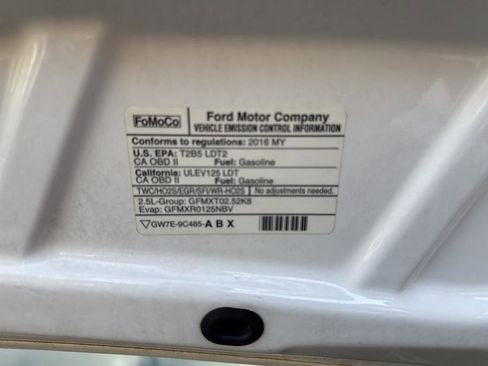 FoMoCo
Ford Motor Company
VEHICLE EMISSION CONTROL INFORMATION
Conforms to regulations: 2016 MY
U.S. EPA: T2B5 LDT2
CA OBD II Fuel: Gasoline
California: ULEV125 LDT
CA OBD II Fuel: Gasoline
TWC/HO2S/EGR/SFI/WR-HO2S No adjustments needed.
2.5L-Group: GFMXT02.52K8
Evap: GFMXR0125NBV
GW7E-9C485-A B X